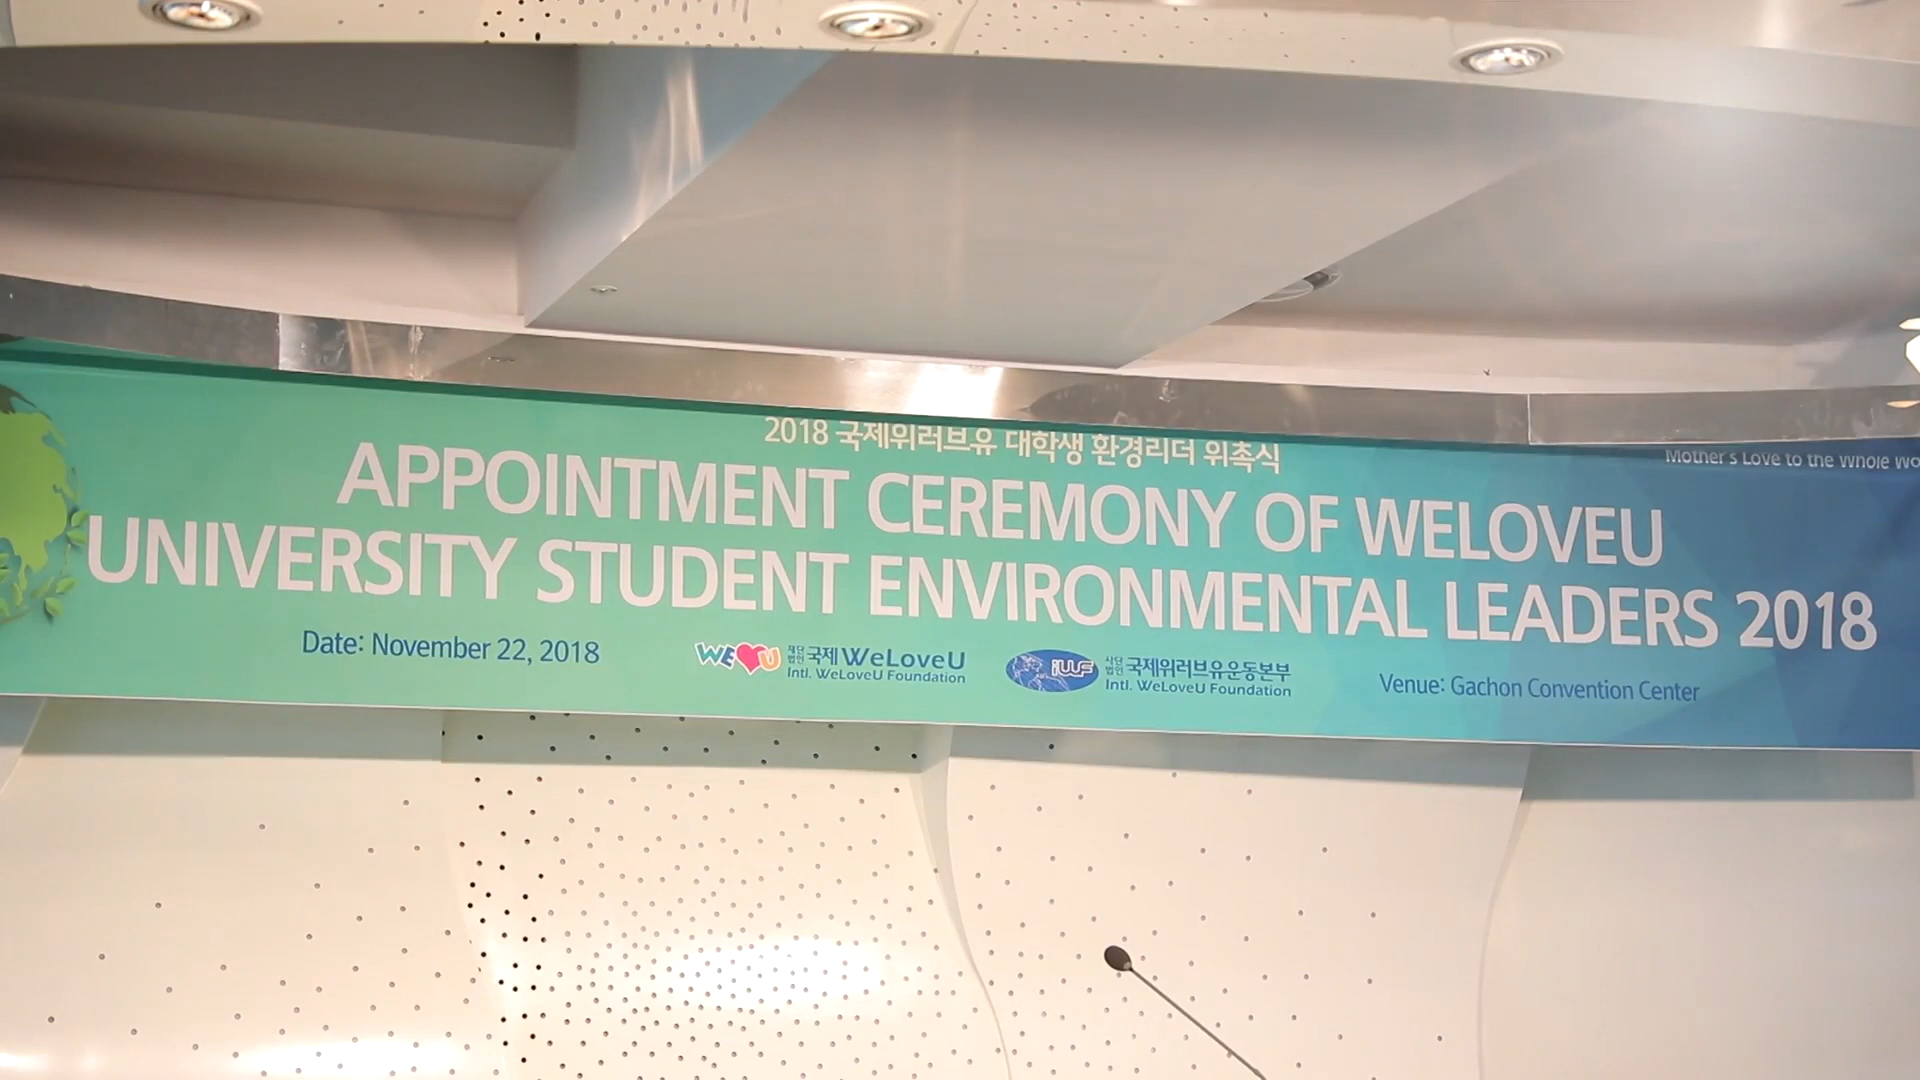 2018 국제위러브유 대학생 환경리더 위촉식
Mother's Love to the Whole
APPOINTMENT CEREMONY OF WELOVEU
UNIVERSITY STUDENT ENVIRONMENTAL LEADERS 2018
Date: November 22, 2018
WE U 재단법인 국제 WeLoveU
Intl. WeLoveU Foundation
iWF 사단법인 국제위러브유운동본부
Intl. WeLoveU Foundation
Venue: Gachon Convention Center